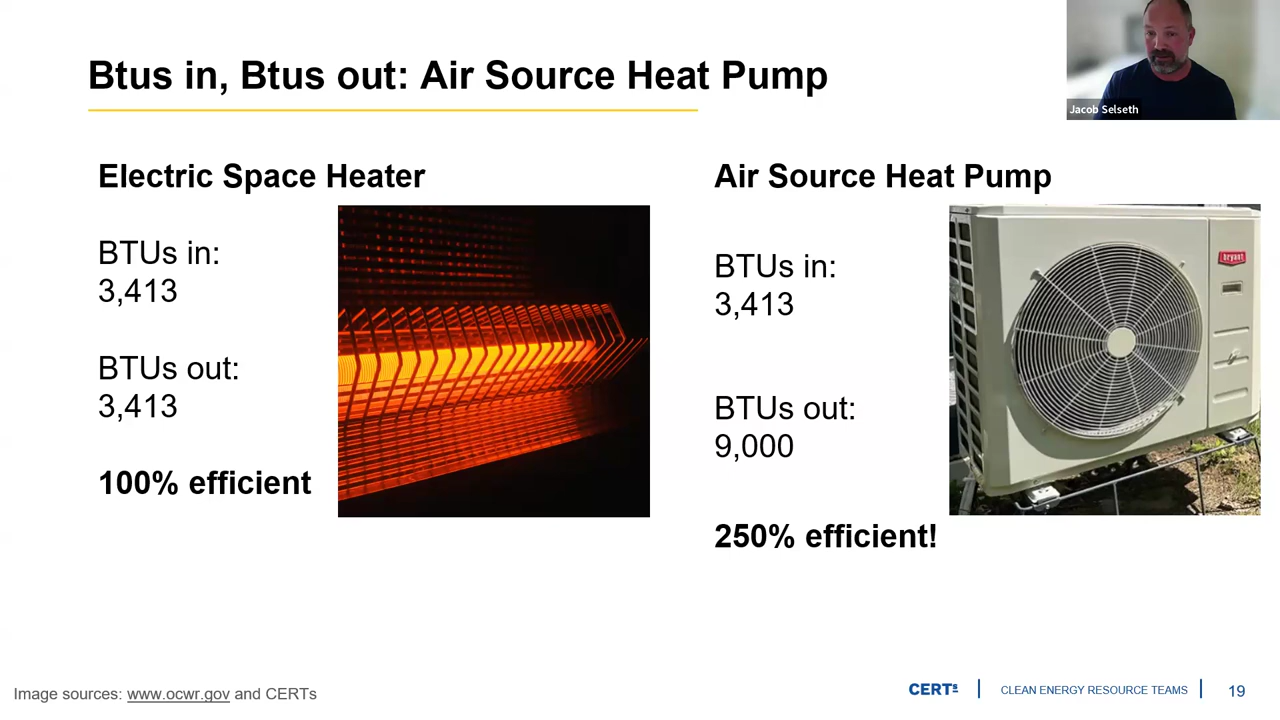 Btus in, Btus out: Air Source Heat Pump
Jacob Selseth
Electric Space Heater
BTUs in:
3,413
BTUs out:
3,413
100% efficient
Air Source Heat Pump
BTUs in:
3,413
BTUs out:
9,000
250% efficient!
bryant
Image sources: www.ocwr.gov and CERTs
CERTs
CLEAN ENERGY RESOURCE TEAMS
19